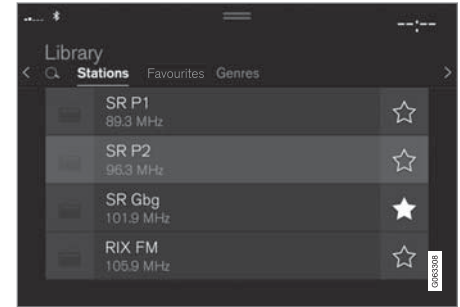 --:--
Library
Stations Favourites Genres
SR P1
89.3 MHz
SR P2
96.3 MHz
SR Gbg
101.9 MHz
RIX FM
105.9 MHz
G063308